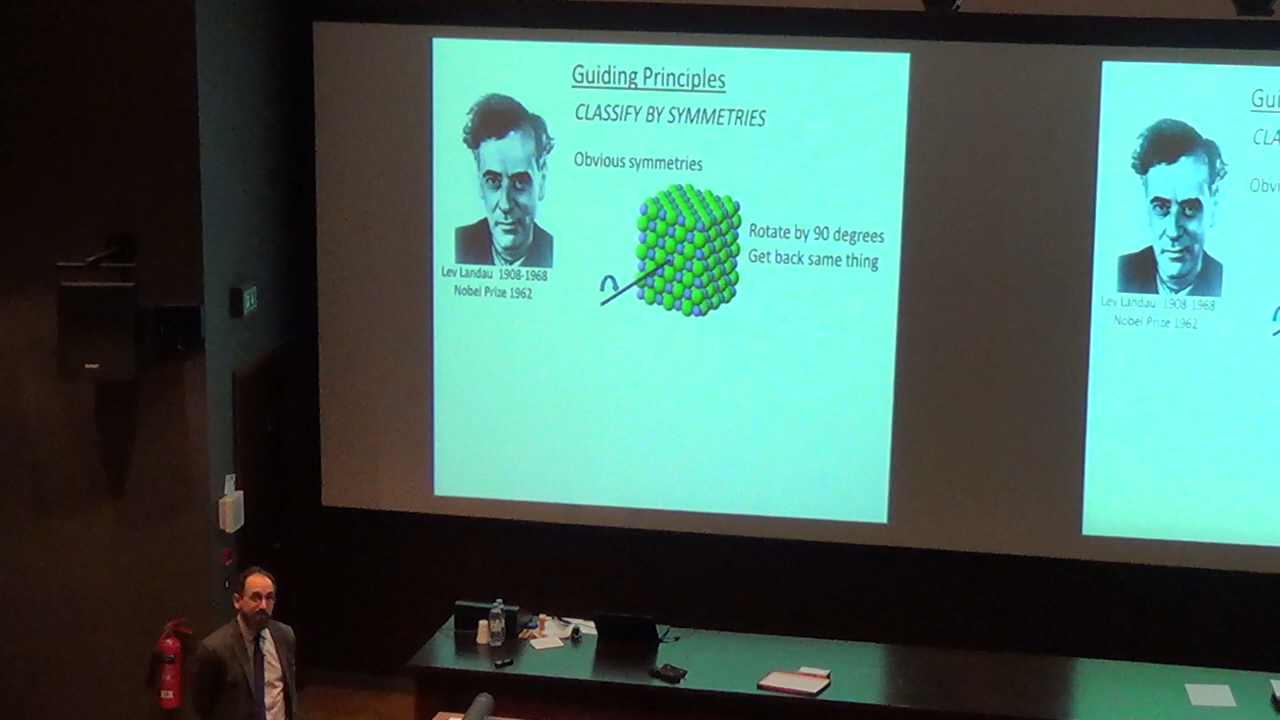 Guiding Principles
CLASSIFY BY SYMMETRIES
Obvious symmetries
Rotate by 90 degrees
Get back same thing
Lev Landau 1908-1968
Nobel Prize 1962
Gui
CLA
Obvi
Lev Landau 1908-1968
Nobel Prize 1962